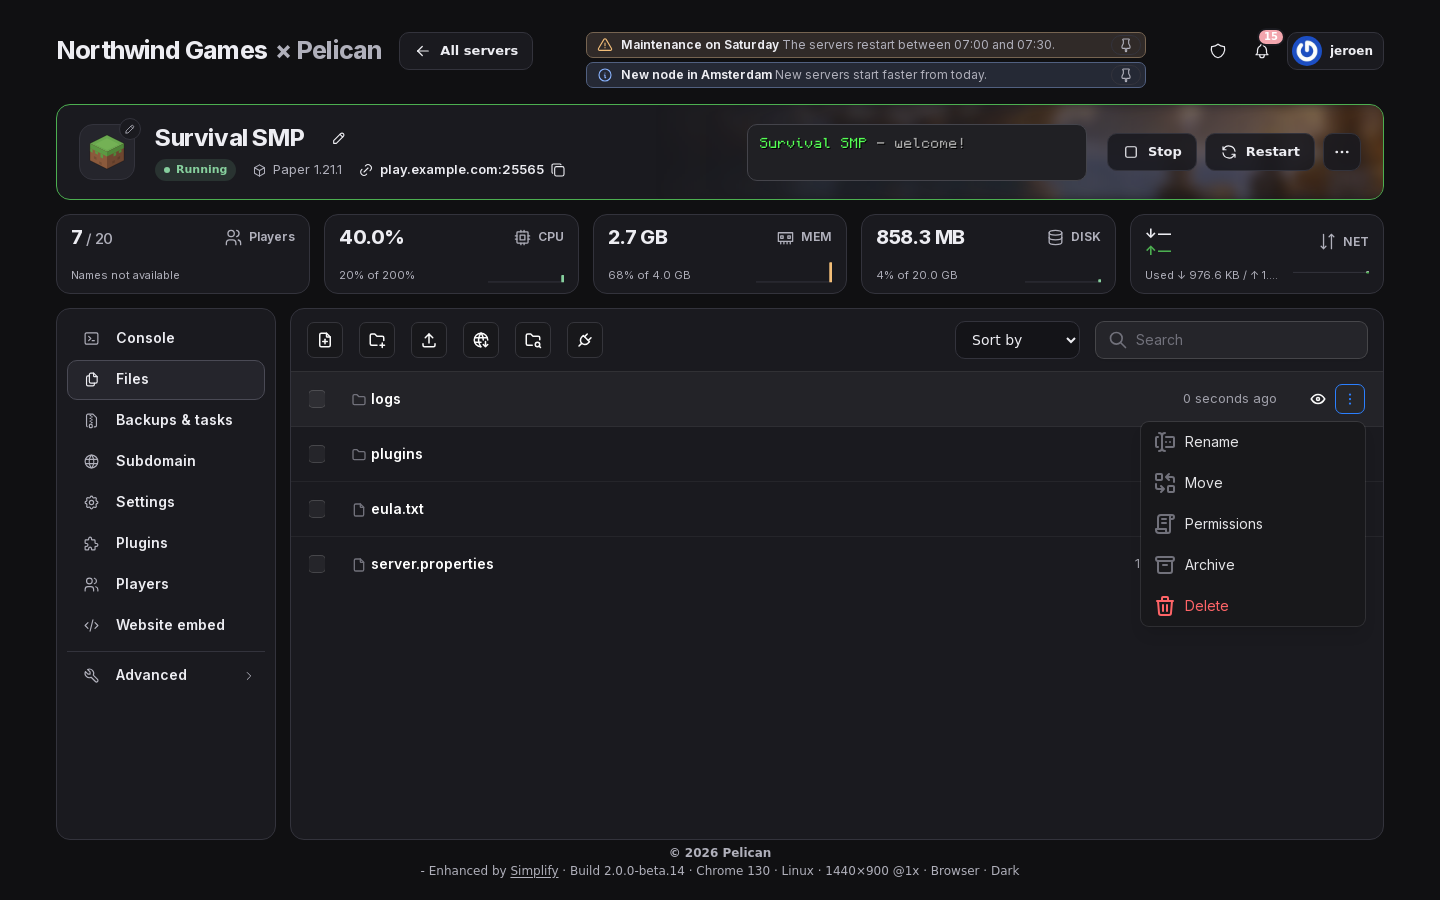 Northwind Games × Pelican
All servers
Maintenance on Saturday The servers restart between 07:00 and 07:30.
New node in Amsterdam New servers start faster from today.
15
jeroen
Survival SMP
Running
Paper 1.21.1
play.example.com:25565
Survival SMP - welcome!
Stop
Restart
7 / 20
Players
Names not available
40.0%
CPU
20% of 200%
2.7 GB
MEM
68% of 4.0 GB
858.3 MB
DISK
4% of 20.0 GB
↓ —
↑ —
NET
Used ↓ 976.6 KB / ↑ 1....
Console
Files
Backups & tasks
Subdomain
Settings
Plugins
Players
Website embed
Advanced
Sort by
Search
logs
0 seconds ago
plugins
eula.txt
server.properties
1
Rename
Move
Permissions
Archive
Delete
© 2026 Pelican
- Enhanced by Simplify · Build 2.0.0-beta.14 · Chrome 130 · Linux · 1440×900 @1x · Browser · Dark